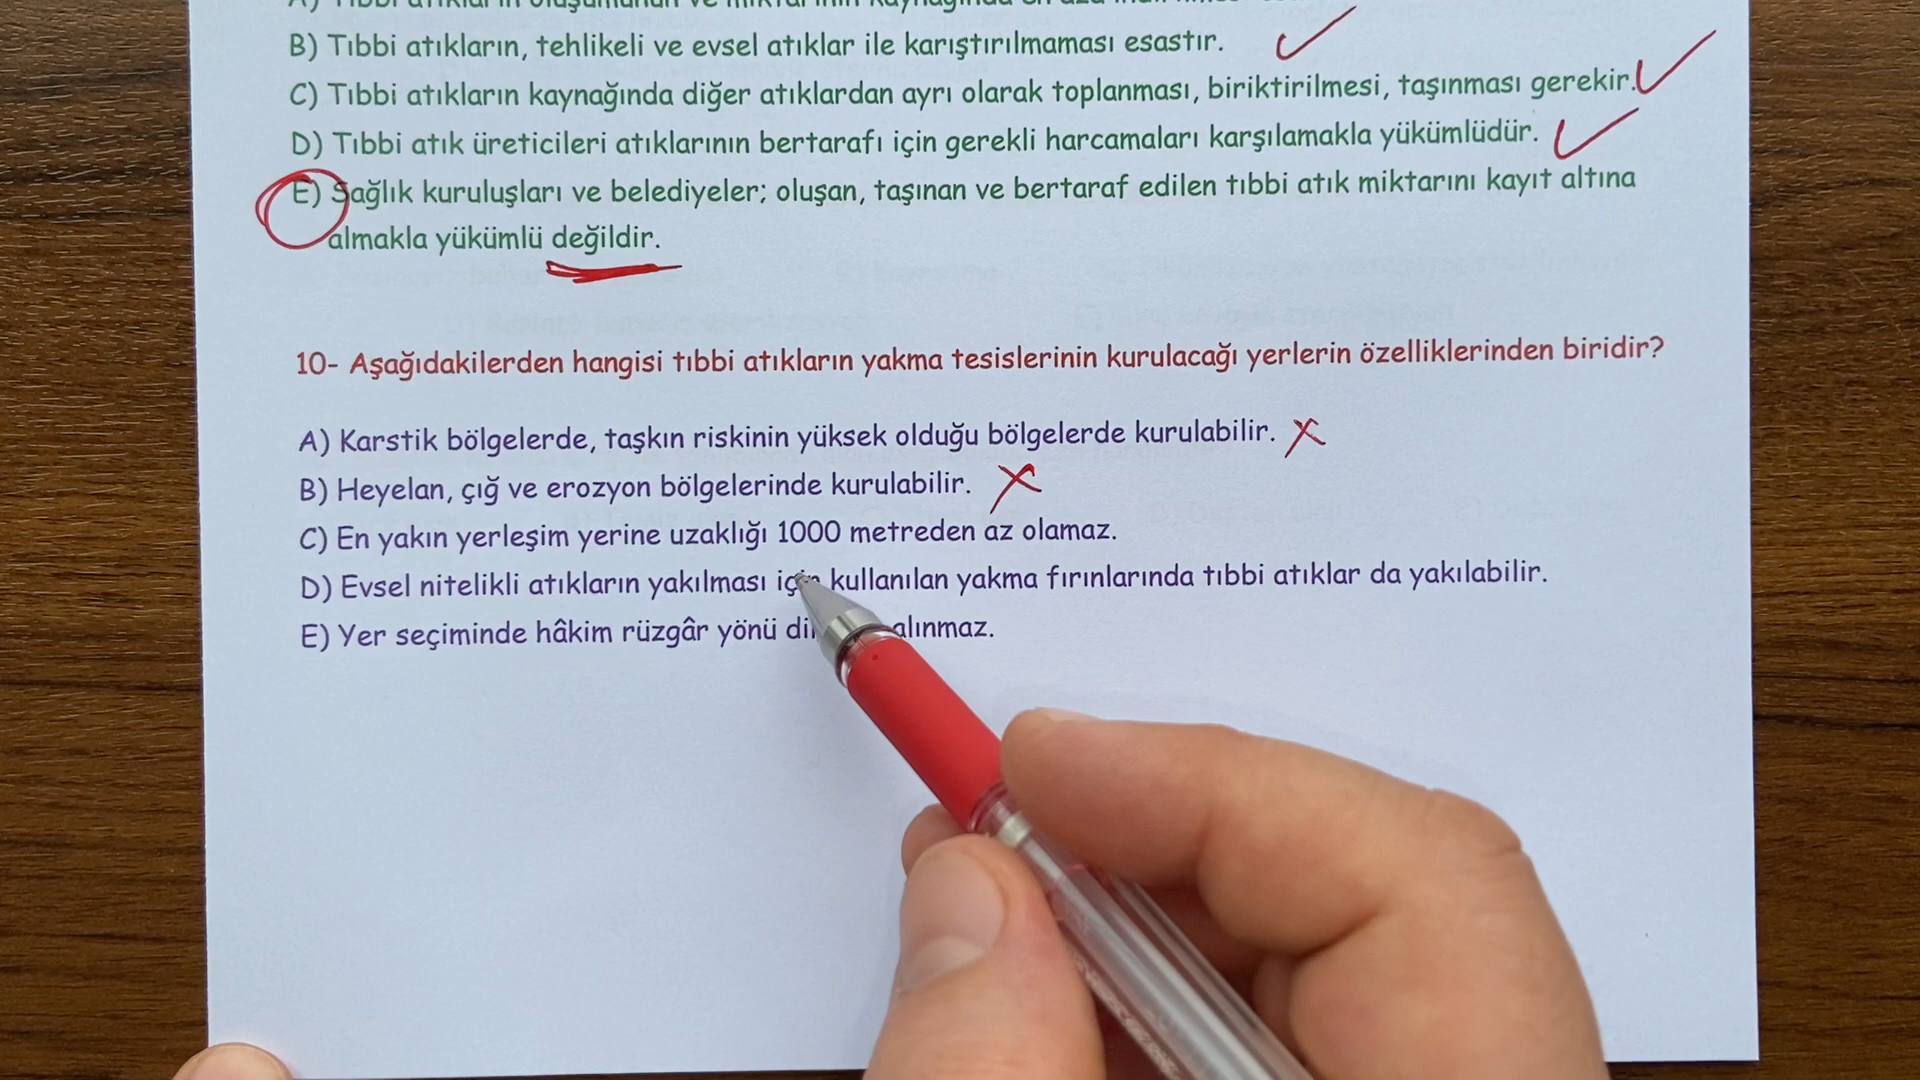 B) Tıbbi atıkların, tehlikeli ve evsel atıklar ile karıştırılmaması esastır.
C) Tıbbi atıkların kaynağında diğer atıklardan ayrı olarak toplanması, biriktirilmesi, taşınması gerekir.
D) Tıbbi atık üreticileri atıklarının bertarafı için gerekli harcamaları karşılamakla yükümlüdür.
E) Sağlık kuruluşları ve belediyeler; oluşan, taşınan ve bertaraf edilen tıbbi atık miktarını kayıt altına
almakla yükümlü değildir.
10- Aşağıdakilerden hangisi tıbbi atıkların yakma tesislerinin kurulacağı yerlerin özelliklerinden biridir?
A) Karstik bölgelerde, taşkın riskinin yüksek olduğu bölgelerde kurulabilir.
B) Heyelan, çığ ve erozyon bölgelerinde kurulabilir.
C) En yakın yerleşim yerine uzaklığı 1000 metreden az olamaz.
D) Evsel nitelikli atıkların yakılması için kullanılan yakma fırınlarında tıbbi atıklar da yakılabilir.
E) Yer seçiminde hâkim rüzgâr yönü alınmaz.